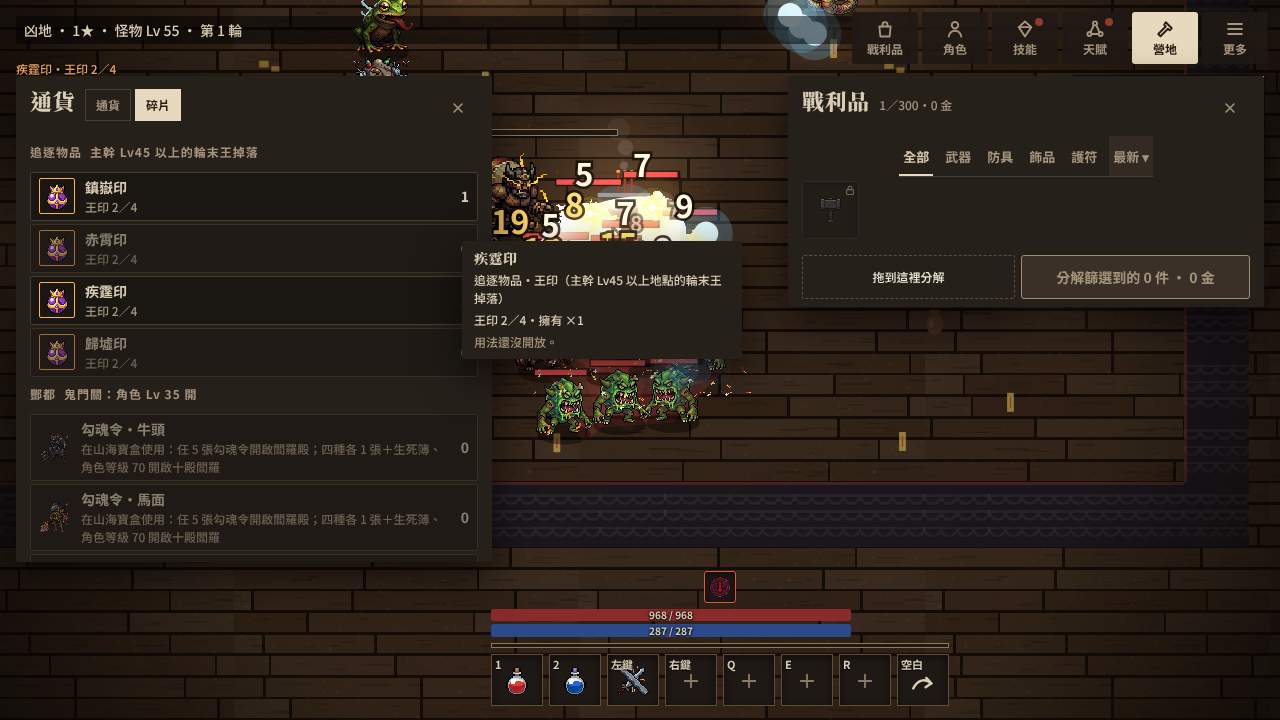 凶地 · 1★ · 怪物 Lv 55 · 第 1 輪
疾霆印·王印 2／4
戰利品
角色
技能
天賦
營地
更多
通貨
通貨
碎片
×
追逐物品 主幹 Lv45 以上的輪末王掉落
鎮嶽印
王印 2／4
1
赤霄印
王印 2／4
疾霆印
王印 2／4
歸墟印
王印 2／4
酆都 鬼門關：角色 Lv 35 開
勾魂令·牛頭
在山海寶盒使用：任 5 張勾魂令開啟閻羅殿；四種各 1 張＋生死簿、
角色等級 70 開啟十殿閻羅
0
勾魂令·馬面
在山海寶盒使用：任 5 張勾魂令開啟閻羅殿；四種各 1 張＋生死簿、
角色等級 70 開啟十殿閻羅
0
5
7
8
7
9
19
5
8
疾霆印
追逐物品·王印（主幹 Lv45 以上地點的輪末王
掉落）
王印 2／4·擁有 ×1
用法還沒開放。
戰利品 1/300·0 金
×
全部
武器
防具
飾品
護符
最新 ▾
拖到這裡分解
分解篩選到的 0 件 · 0 金
968 / 968
287 / 287
1
2
左鍵
右鍵
Q
E
R
空白